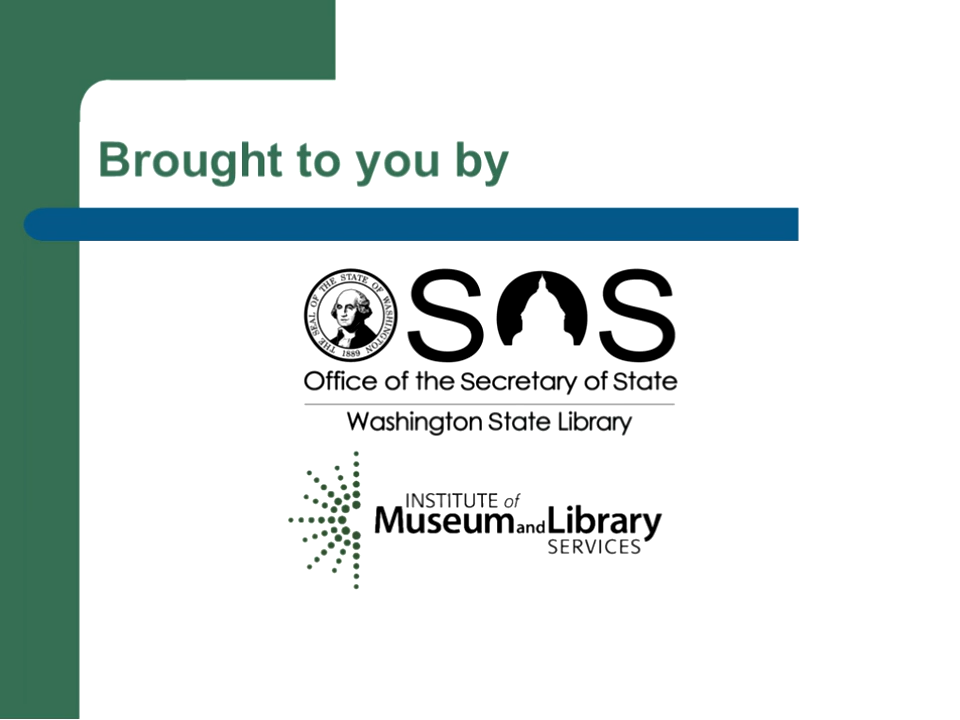 Brought to you by
THE SEAL OF THE STATE OF WASHINGTON
1889
SOS
Office of the Secretary of State
Washington State Library
INSTITUTE of
Museum and Library
SERVICES